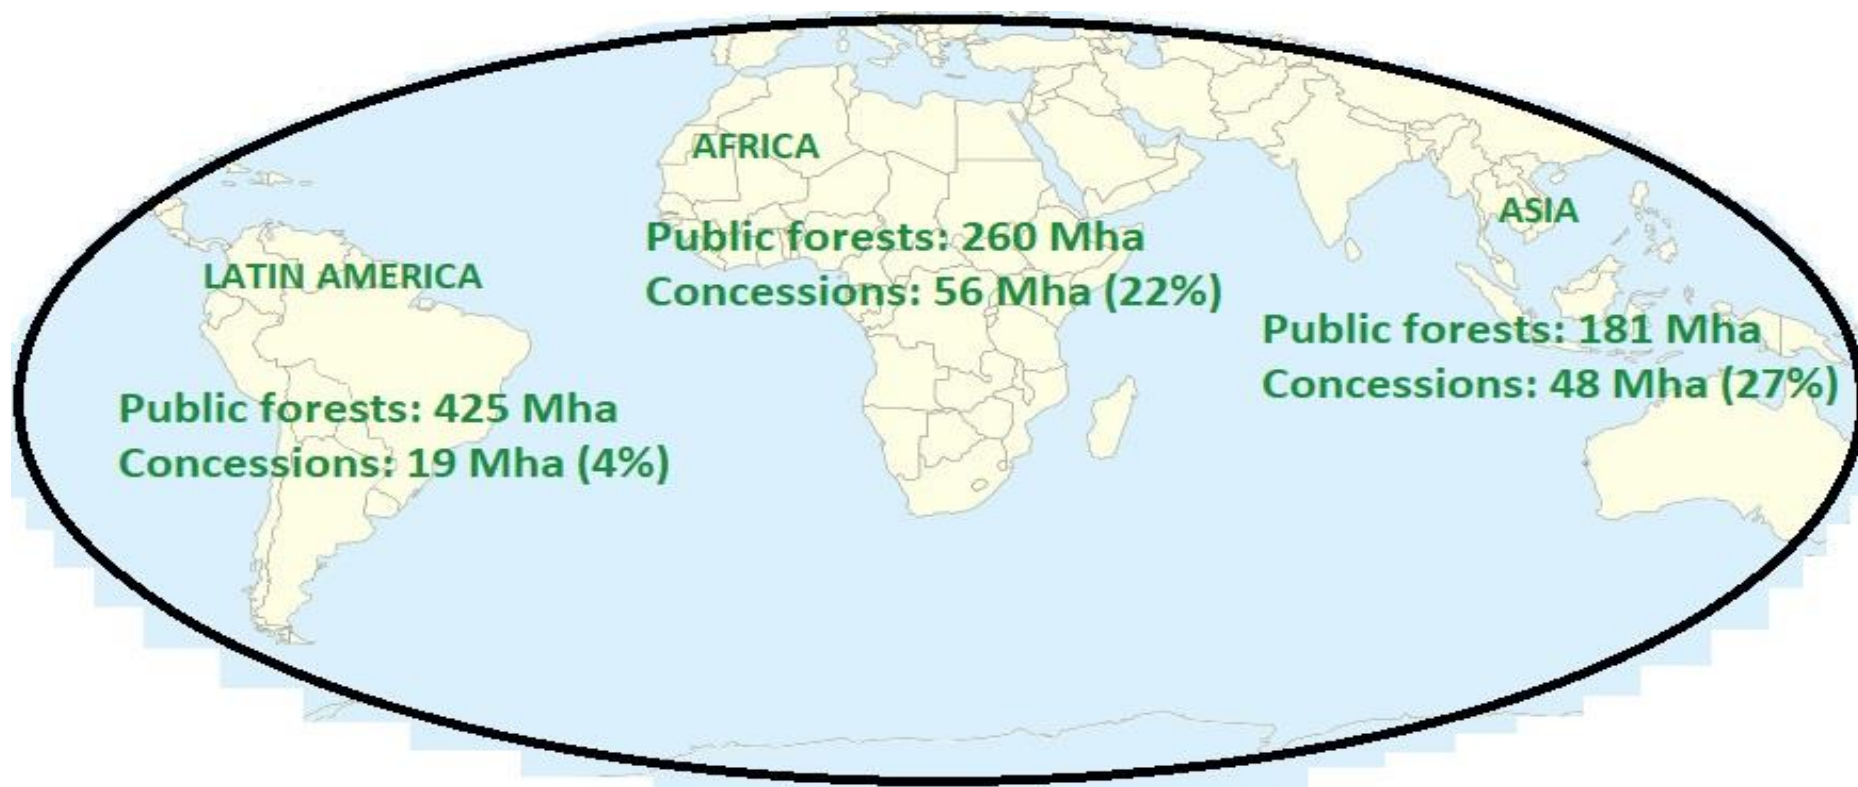 AFRICA
Public forests: 260 Mha
Concessions: 56 Mha (22%)
ASIA
Public forests: 181 Mha
Concessions: 48 Mha (27%)
LATIN AMERICA
Public forests: 425 Mha
Concessions: 19 Mha (4%)